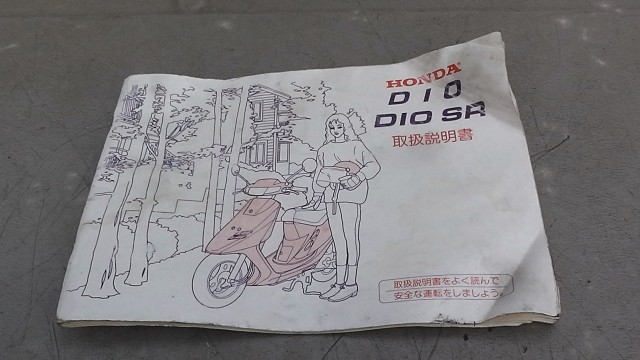 HONDA
DIO
DIO SR
取扱説明書
取扱説明書をよく読んで
安全な運転をしましょう。